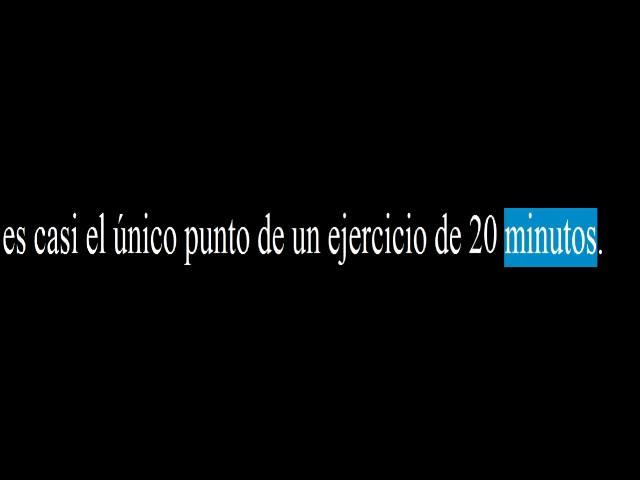 es casi el único punto de un ejercicio de 20 minutos.